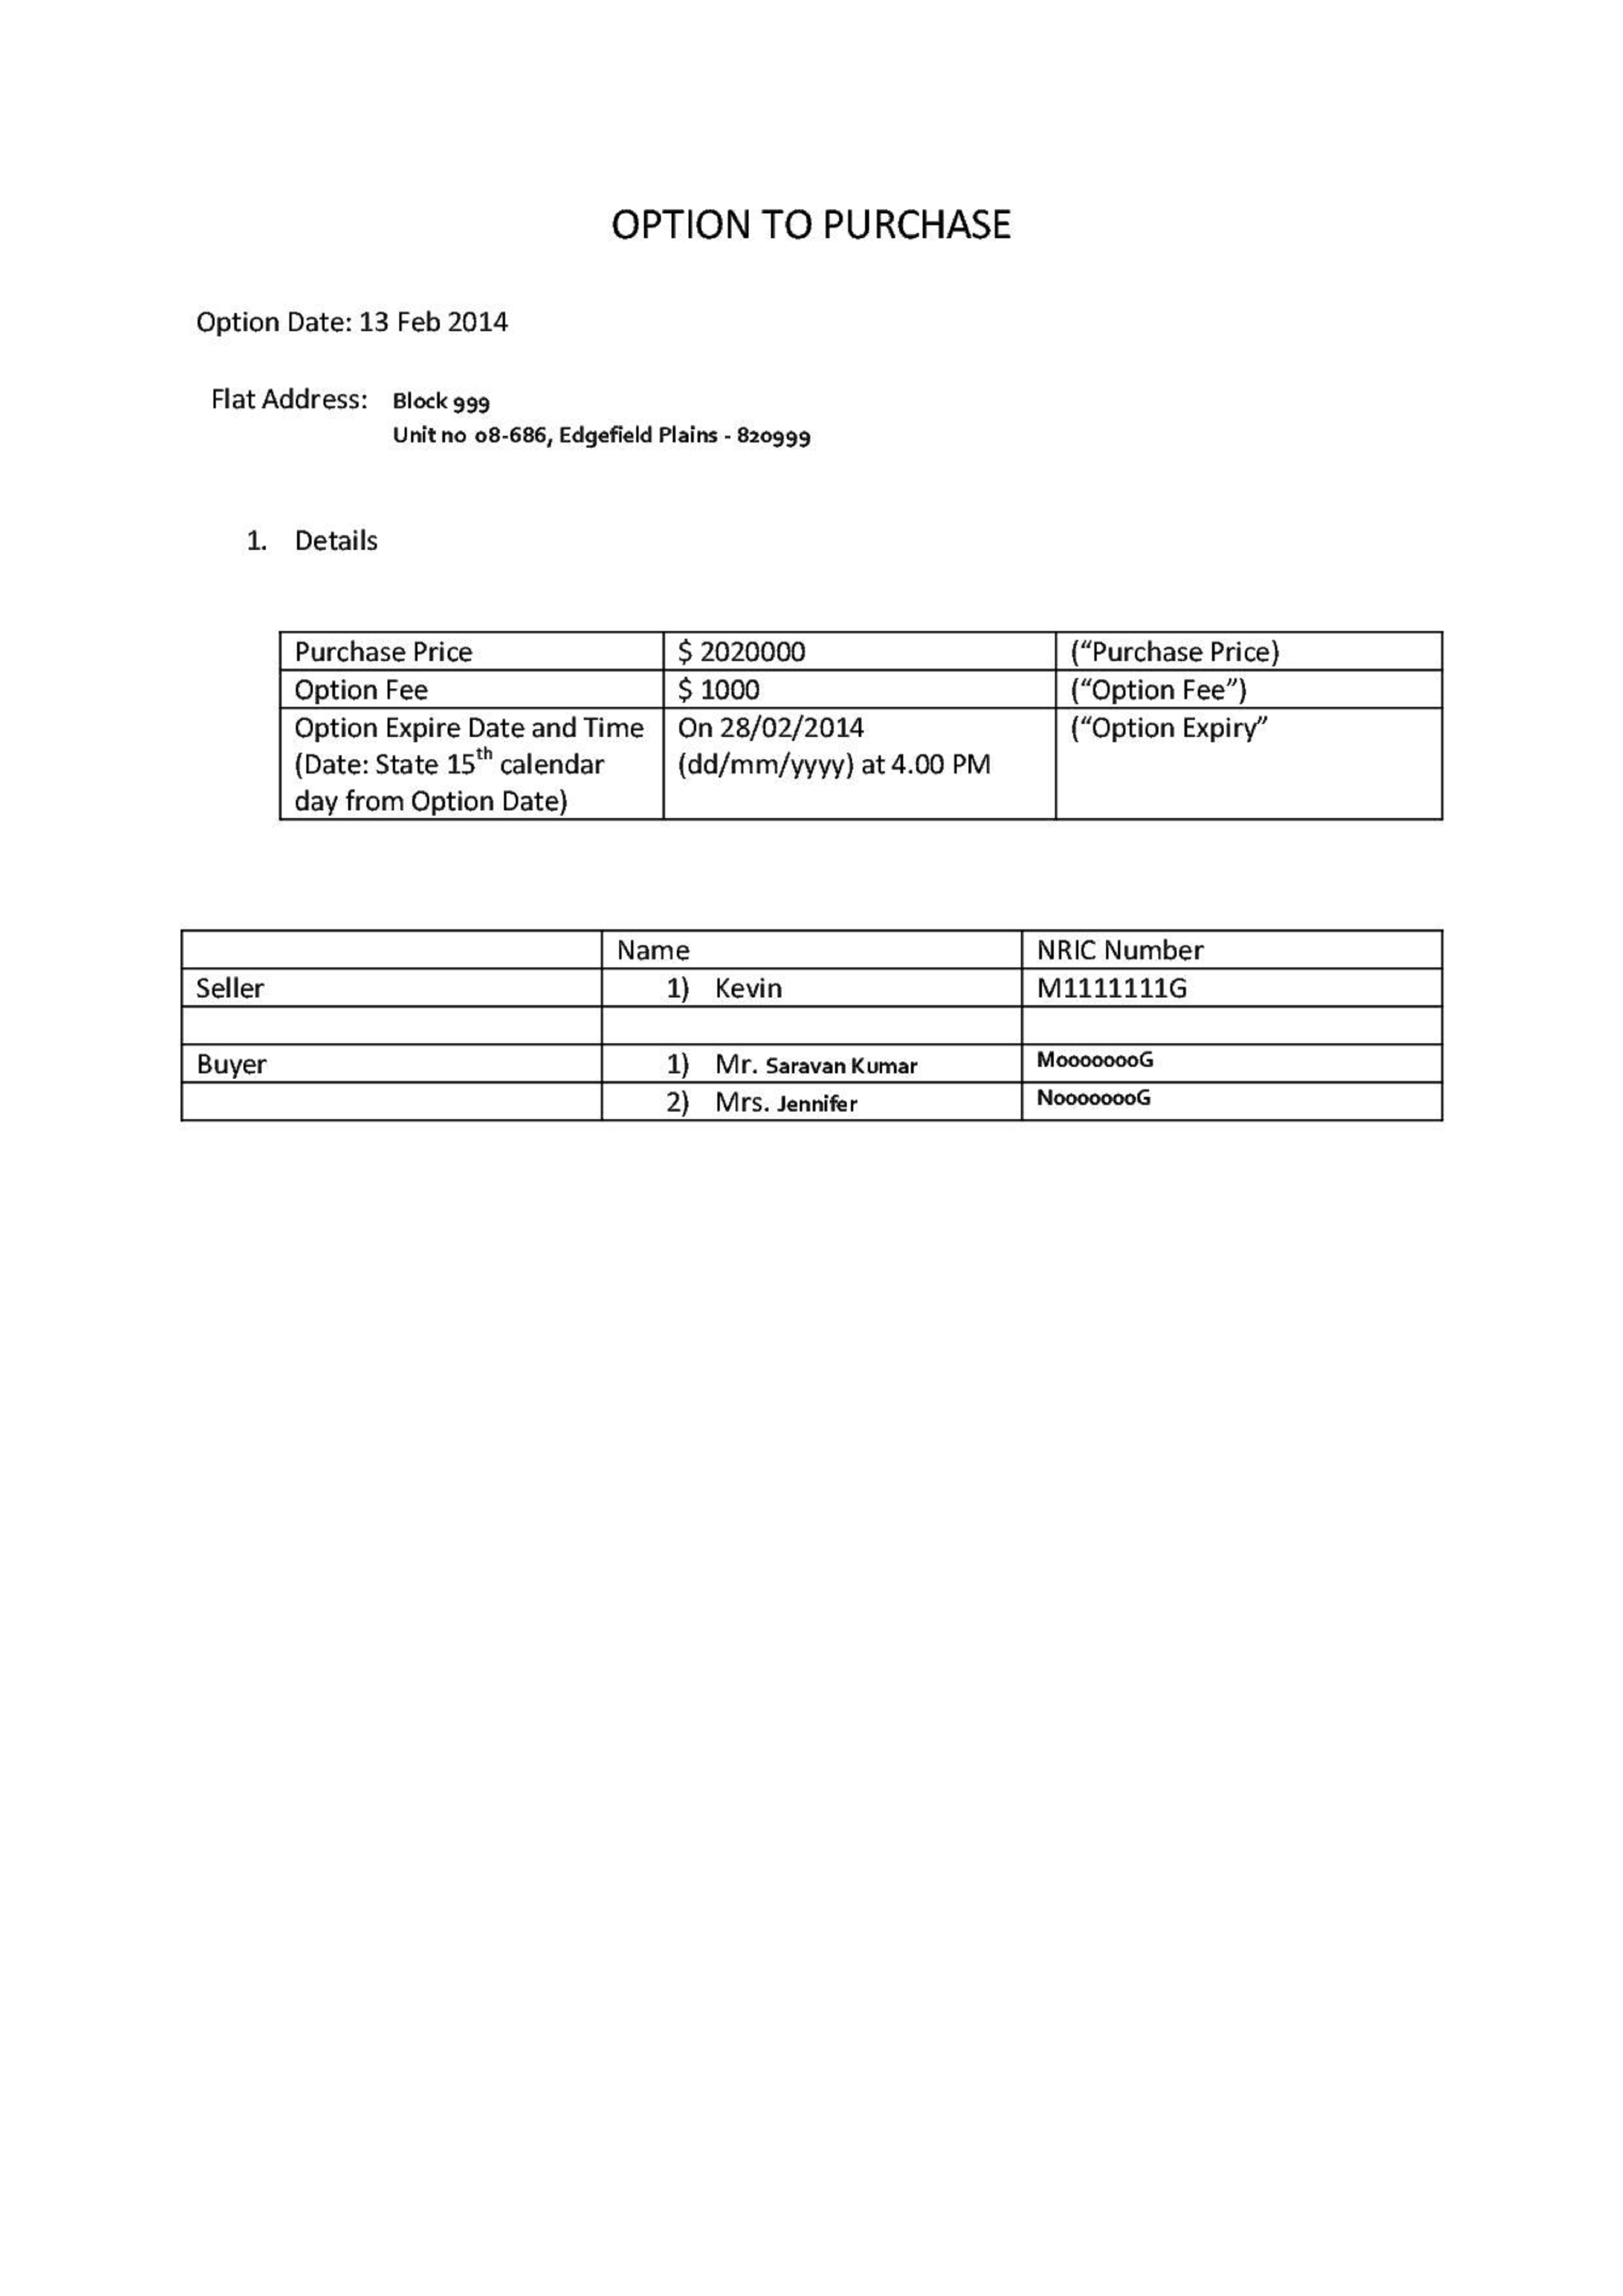 OPTION TO PURCHASE
Option Date: 13 Feb 2014
Flat Address: Block 999
Unit no 08-686, Edgefield Plains - 820999
1. Details
Purchase Price $ 2020000 (“Purchase Price)
Option Fee $ 1000 (“Option Fee”)
Option Expire Date and Time On 28/02/2014 (“Option Expiry”
(Date: State 15th calendar (dd/mm/yyyy) at 4.00 PM
day from Option Date)
Name NRIC Number
Seller 1) Kevin M1111111G
Buyer 1) Mr. Saravan Kumar M0000000G
2) Mrs. Jennifer N0000000G